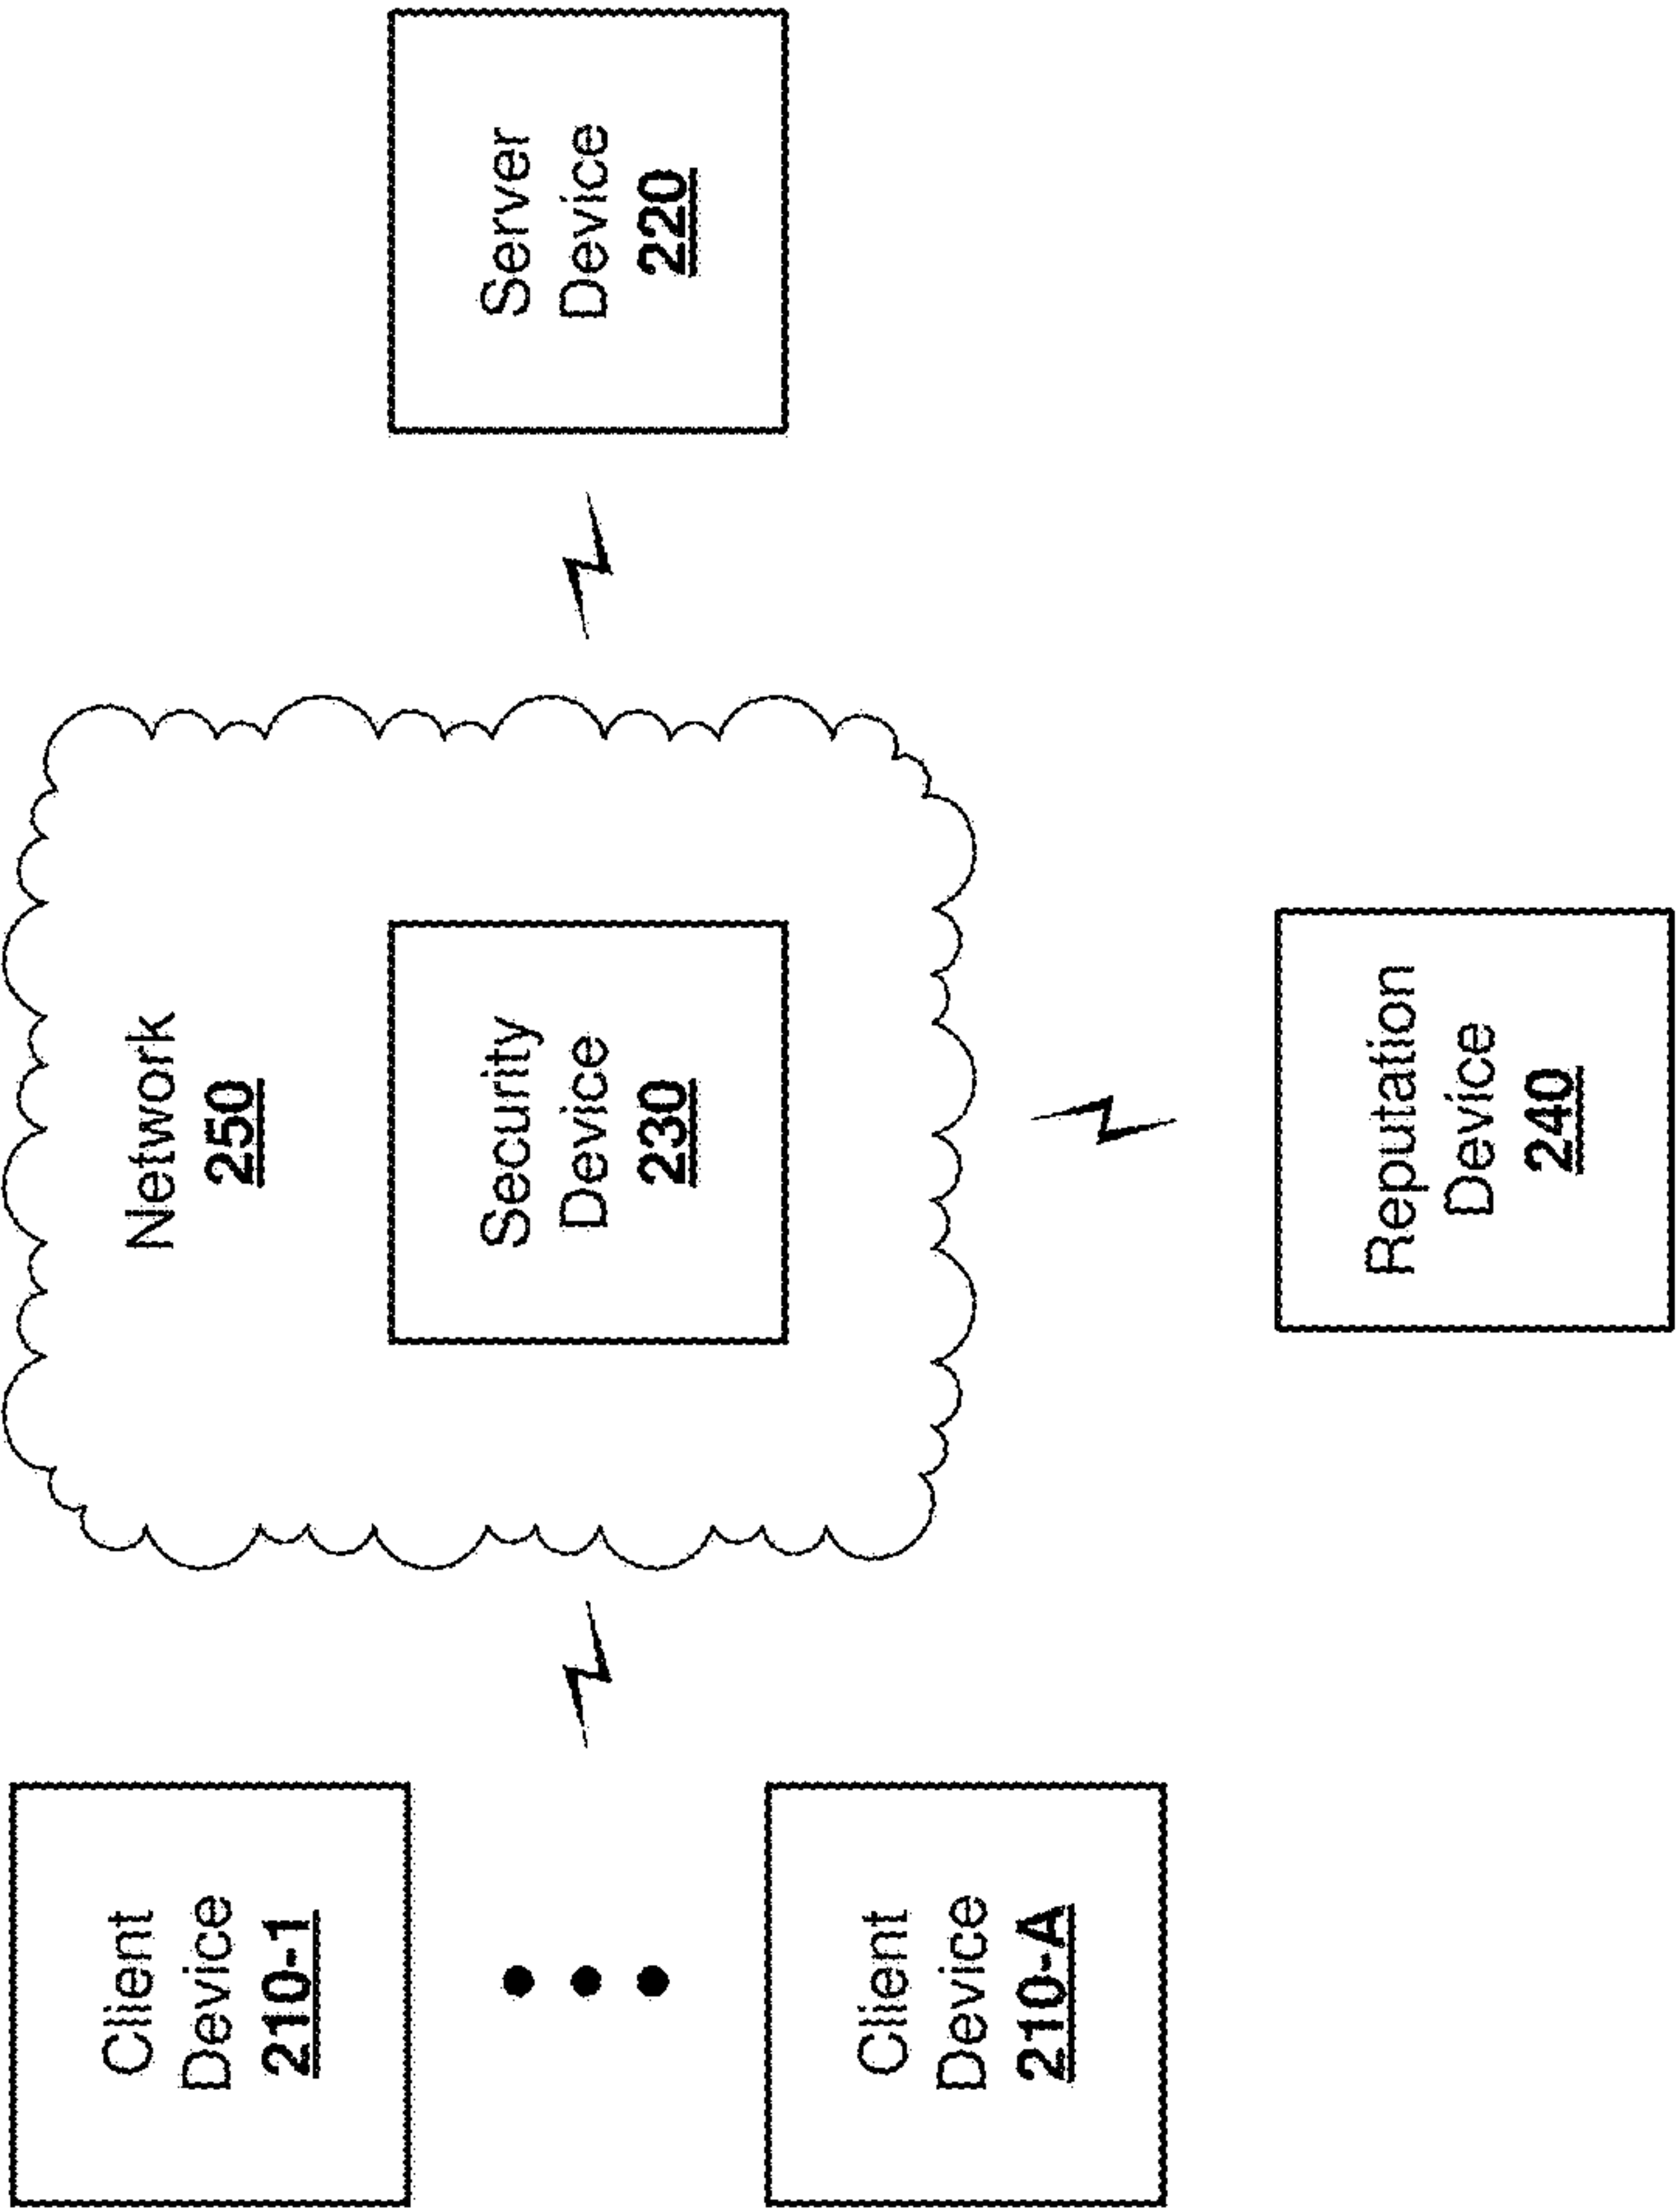 Network
250
Client
Device
210-1
Security
Device
230
Server
Device
220
Client
Device
210-A
Reputation
Device
240